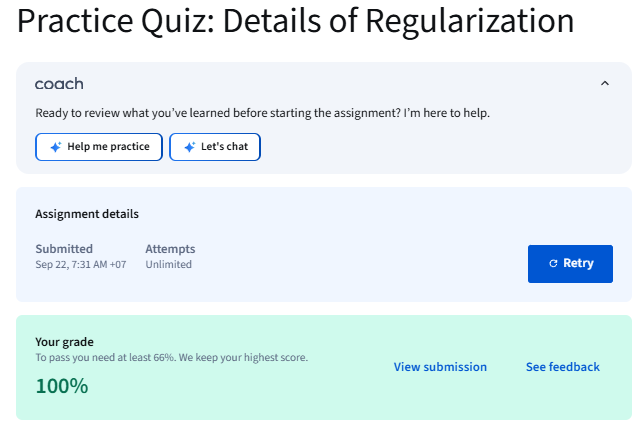 Practice Quiz: Details of Regularization
coach
Ready to review what you've learned before starting the assignment? I'm here to help.
Help me practice
Let's chat
Assignment details
Submitted
Attempts
Sep 22, 7:31 AM +07
Unlimited
Retry
Your grade
To pass you need at least 66%. We keep your highest score.
View submission
See feedback
100%